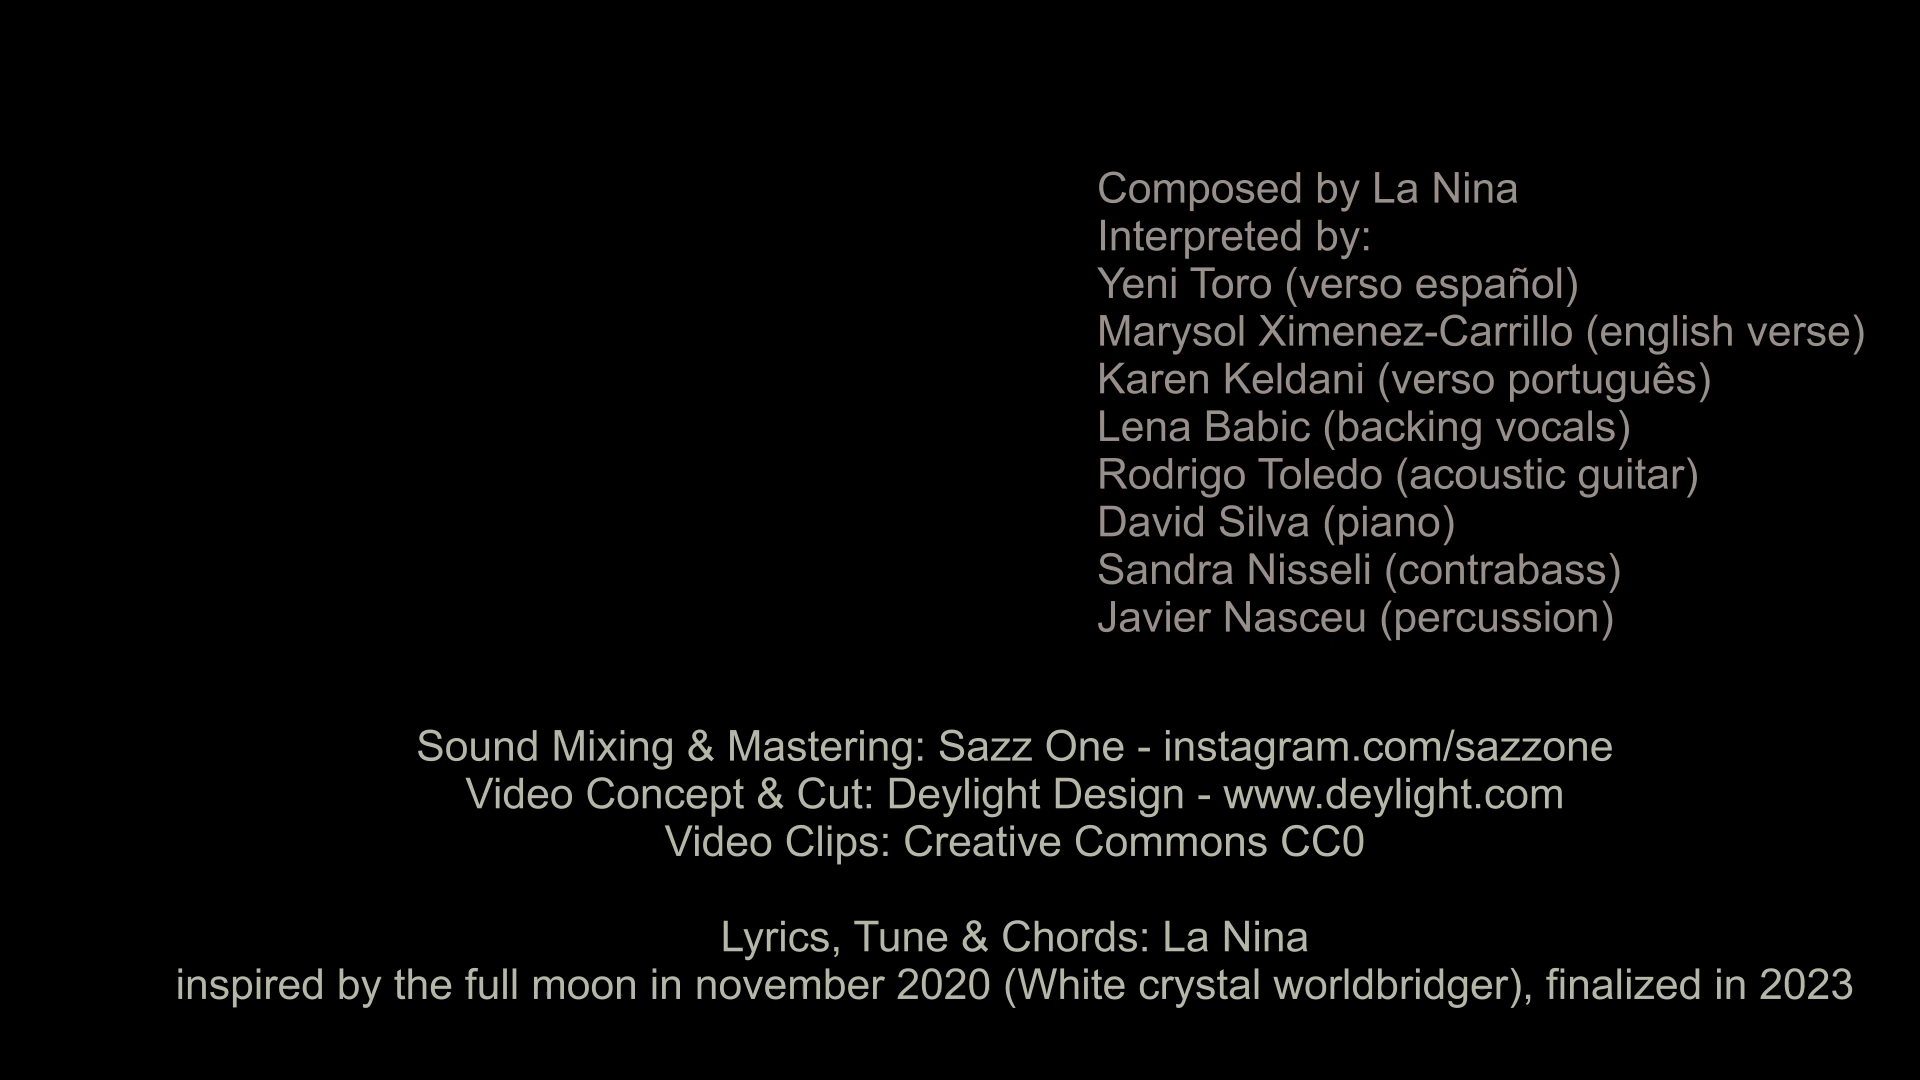 Composed by La Nina
Interpreted by:
Yeni Toro (verso español)
Marysol Ximenez-Carrillo (english verse)
Karen Keldani (verso português)
Lena Babic (backing vocals)
Rodrigo Toledo (acoustic guitar)
David Silva (piano)
Sandra Nisseli (contrabass)
Javier Nasceu (percussion)
Sound Mixing & Mastering: Sazz One - instagram.com/sazzone
Video Concept & Cut: Deylight Design - www.deylight.com
Video Clips: Creative Commons CC0
Lyrics, Tune & Chords: La Nina
inspired by the full moon in november 2020 (White crystal worldbridger), finalized in 2023